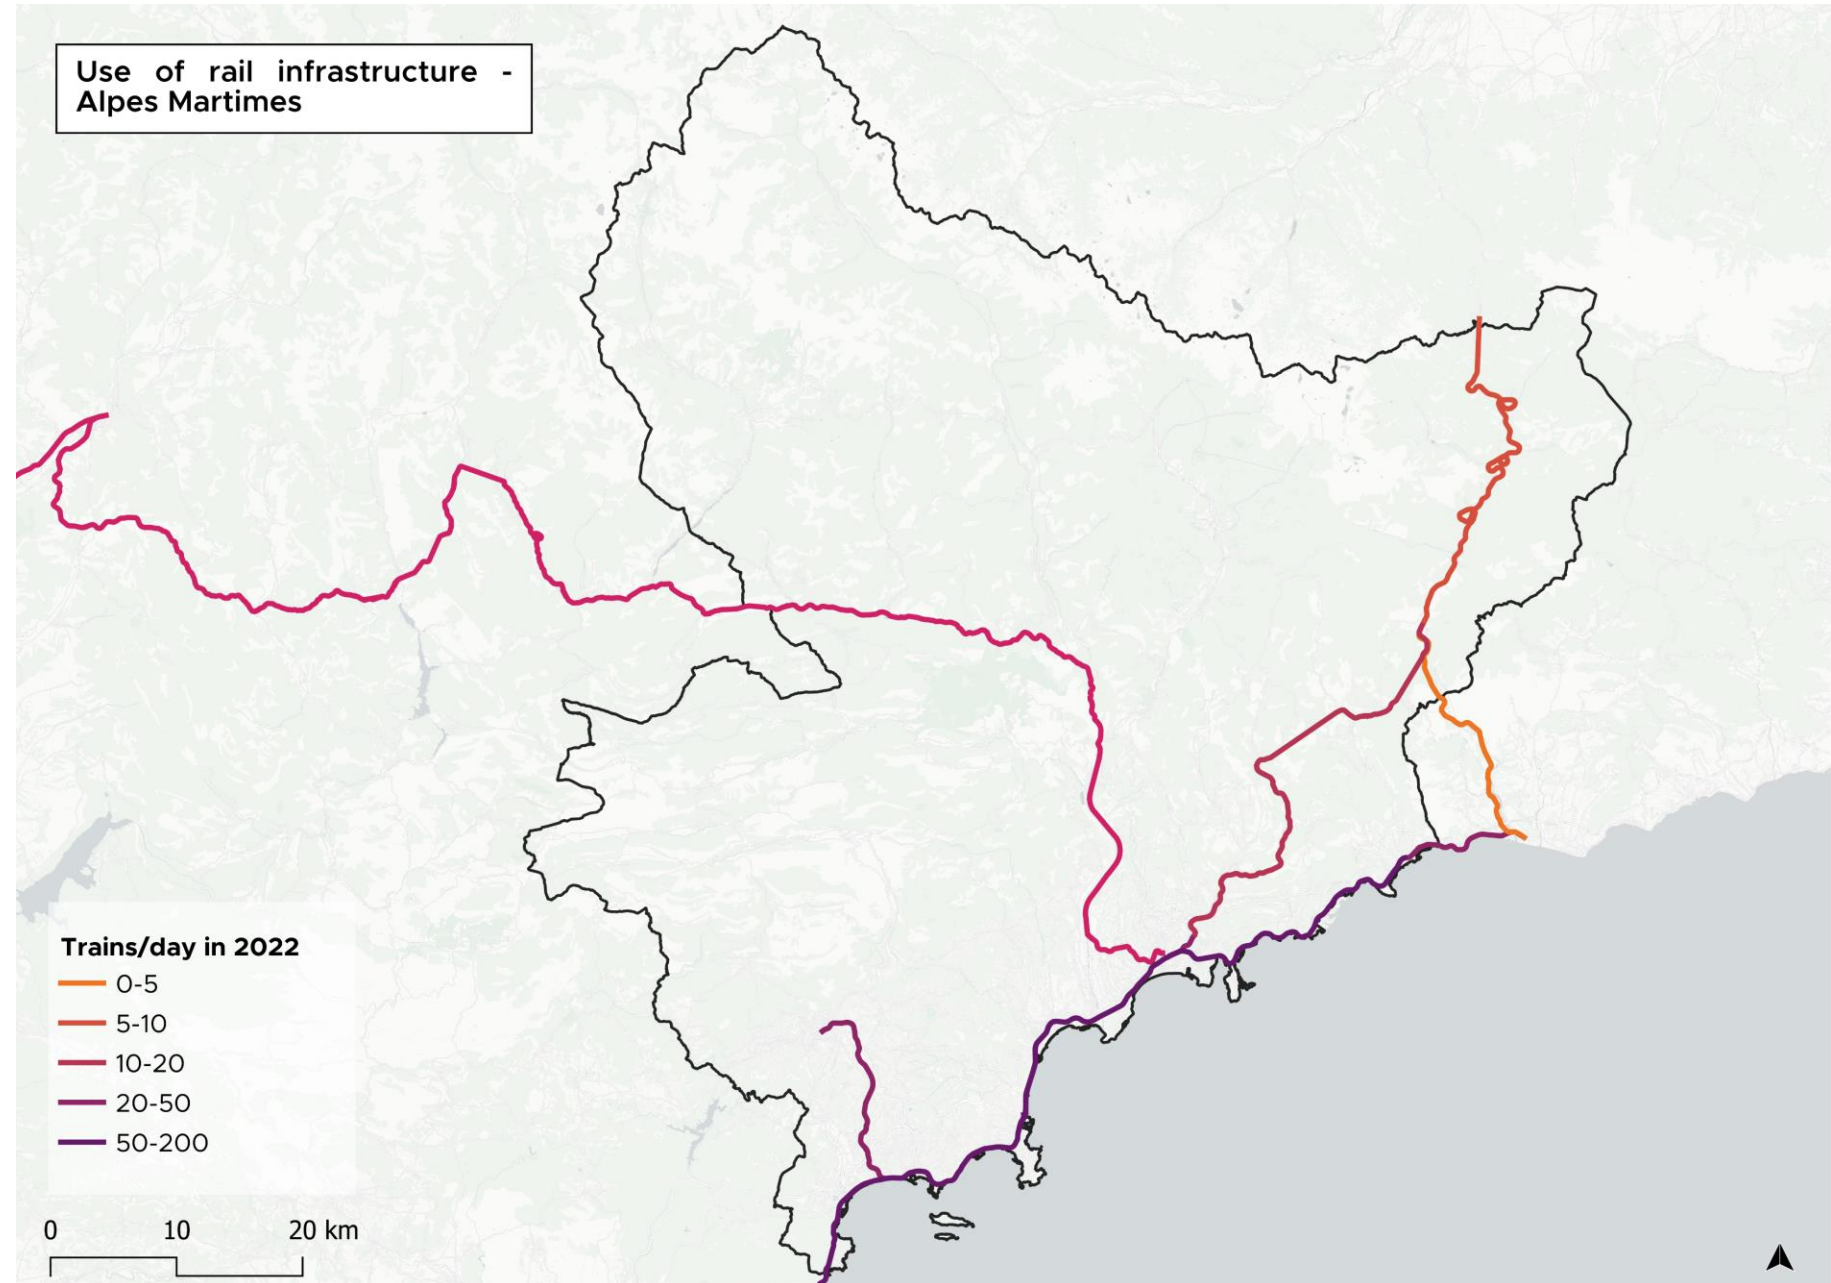 Use of rail infrastructure -
Alpes Martimes
Trains/day in 2022
0-5
5-10
10-20
20-50
50-200
0 10 20 km